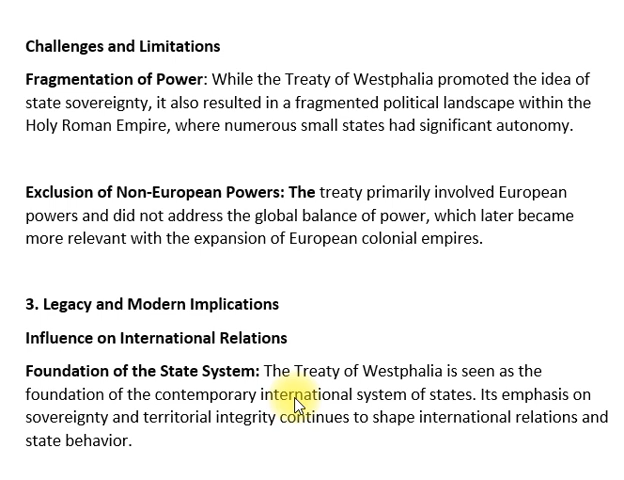 Challenges and Limitations
Fragmentation of Power: While the Treaty of Westphalia promoted the idea of
state sovereignty, it also resulted in a fragmented political landscape within the
Holy Roman Empire, where numerous small states had significant autonomy.
Exclusion of Non-European Powers: The treaty primarily involved European
powers and did not address the global balance of power, which later became
more relevant with the expansion of European colonial empires.
3. Legacy and Modern Implications
Influence on International Relations
Foundation of the State System: The Treaty of Westphalia is seen as the
foundation of the contemporary international system of states. Its emphasis on
sovereignty and territorial integrity continues to shape international relations and
state behavior.